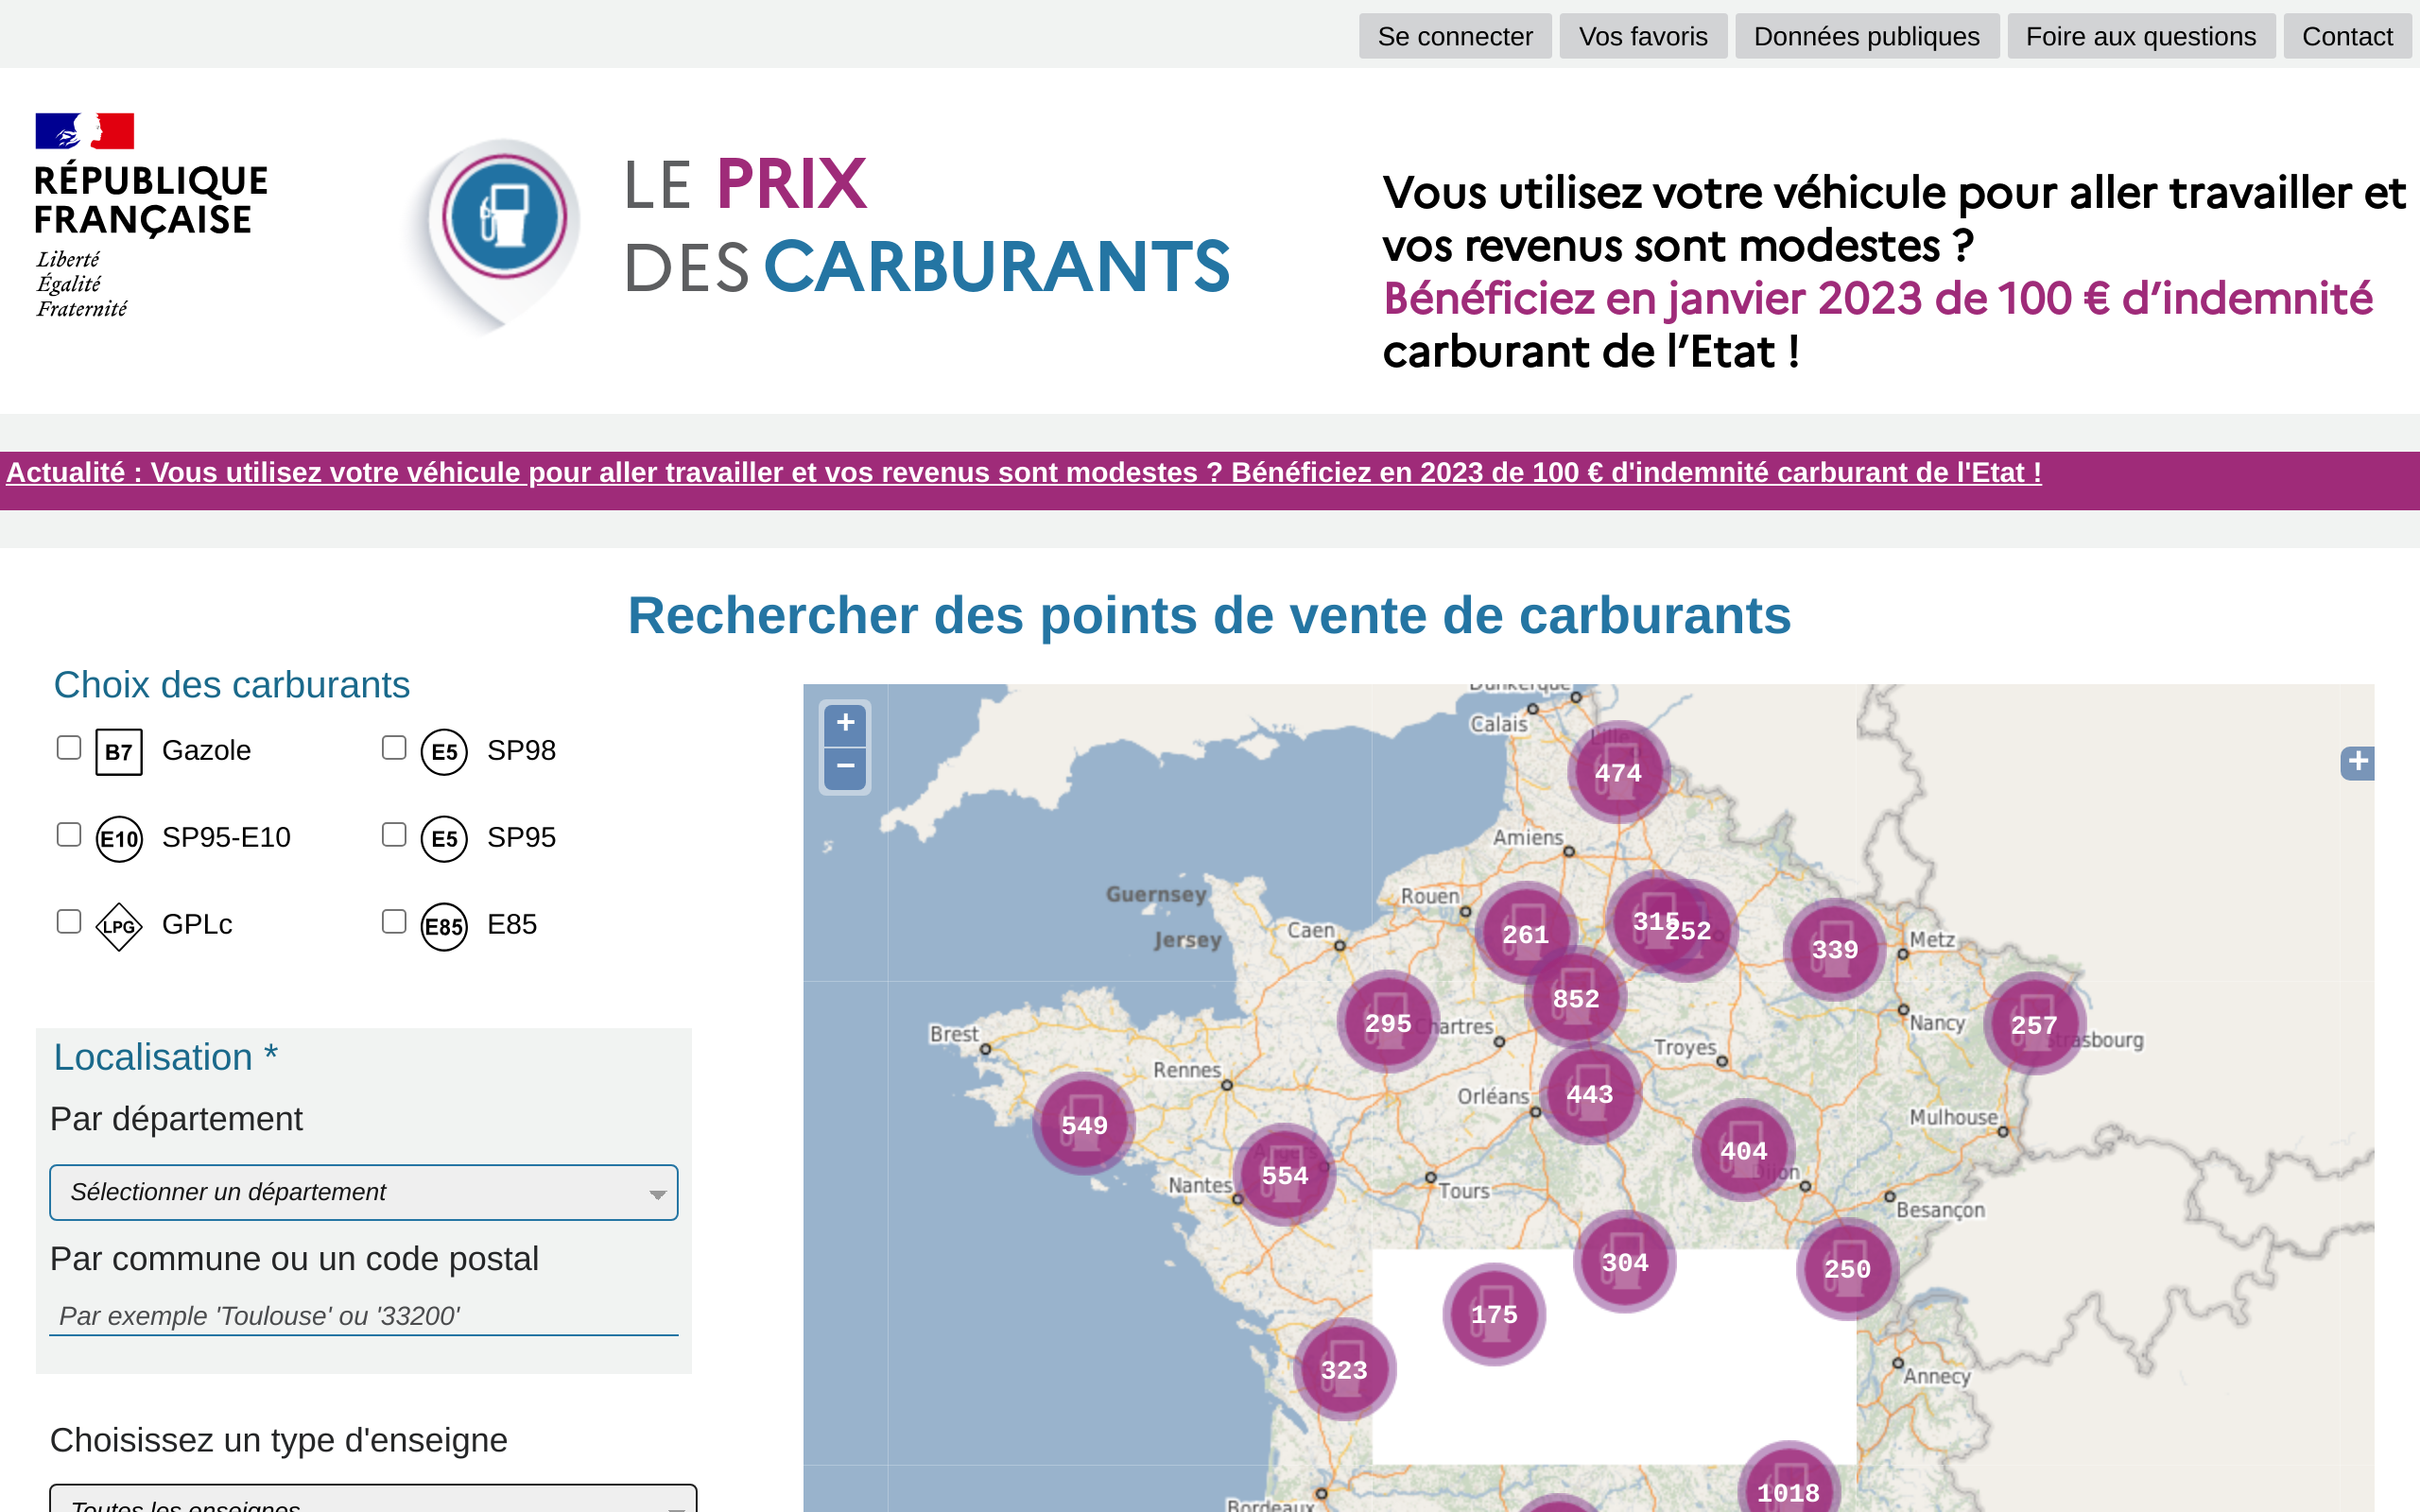 Se connecter
Vos favoris
Données publiques
Foire aux questions
Contact
RÉPUBLIQUE
FRANÇAISE
Liberté
Égalité
Fraternité
LE PRIX
DES CARBURANTS
Vous utilisez votre véhicule pour aller travailler et
vos revenus sont modestes ?
Bénéficiez en janvier 2023 de 100 € d’indemnité
carburant de l’Etat !
Actualité : Vous utilisez votre véhicule pour aller travailler et vos revenus sont modestes ? Bénéficiez en 2023 de 100 € d'indemnité carburant de l'Etat !
Rechercher des points de vente de carburants
Choix des carburants
B7 Gazole
E5 SP98
E10 SP95-E10
E5 SP95
LPG GPLc
E85 E85
Localisation *
Par département
Sélectionner un département
Par commune ou un code postal
Par exemple 'Toulouse' ou '33200'
Choisissez un type d'enseigne
Toutes les enseignes
+
−
+
Dunkerque
Calais
Lille
474
Amiens
Guernsey
Rouen
315
252
261
Jersey
Caen
339
Metz
852
295
Chartres
Nancy
257
Strasbourg
Brest
Troyes
Rennes
Orléans
443
549
Mulhouse
Angers
404
Dijon
554
Nantes
Tours
Besançon
304
250
175
323
Annecy
1018
Bordeaux